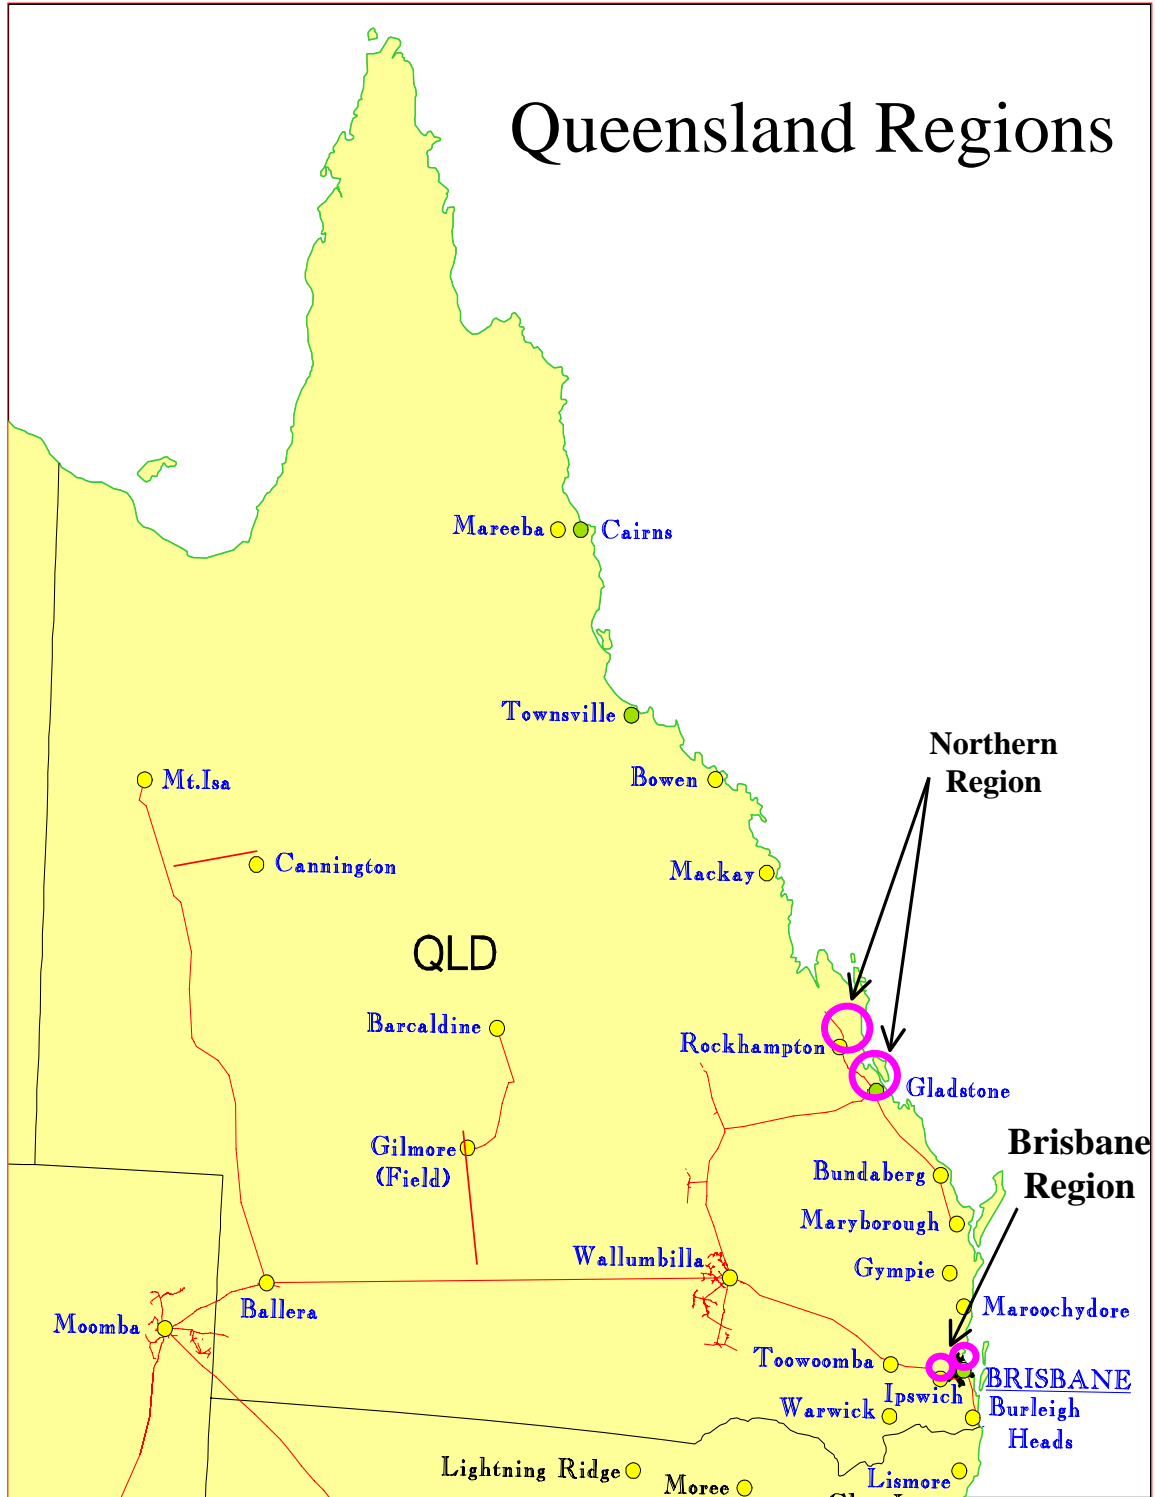 Queensland Regions
Mareeba
Cairns
Townsville
Northern
Region
Bowen
Mt.Isa
Cannington
Mackay
QLD
Barcaldine
Rockhampton
Gladstone
Brisbane
Region
Gilmore
(Field)
Bundaberg
Maryborough
Wallumbilla
Gympie
Ballera
Maroochydore
Moomba
Toowoomba
BRISBANE
Ipswich
Warwick
Burleigh
Heads
Lightning Ridge
Lismore
Moree